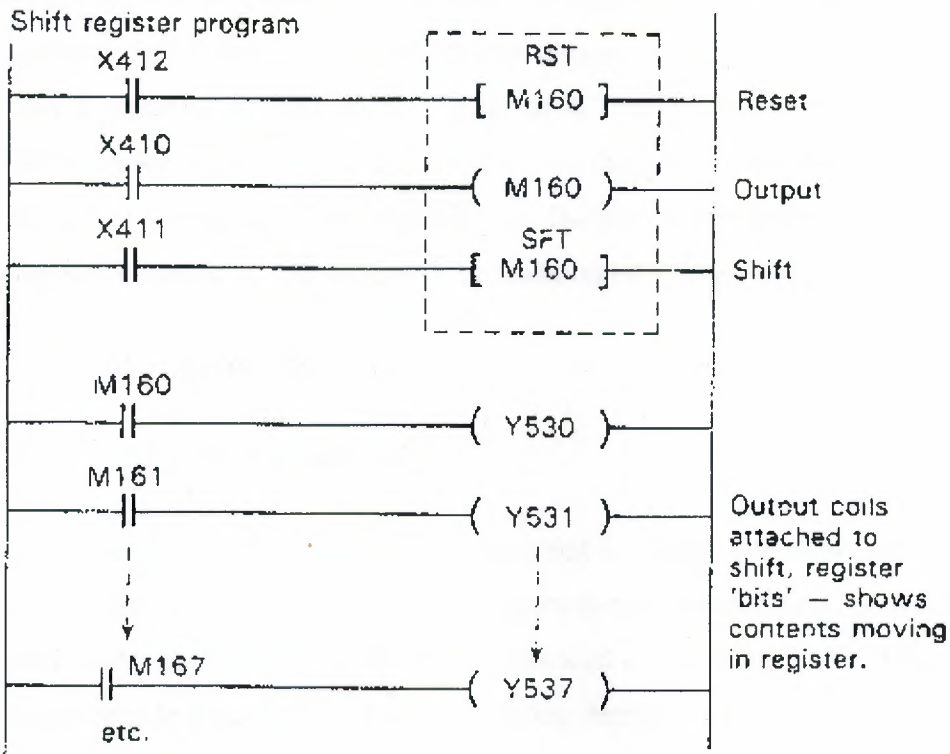 Shift register program
X412
RST
[ M160 ]
Reset
X410
( M160 )
Output
X411
SFT
[ M160 ]
Shift
M160
( Y530 )
M161
( Y531 )
Output coils
attached to
shift, register
'bits' — shows
contents moving
in register.
M167
( Y537 )
etc.